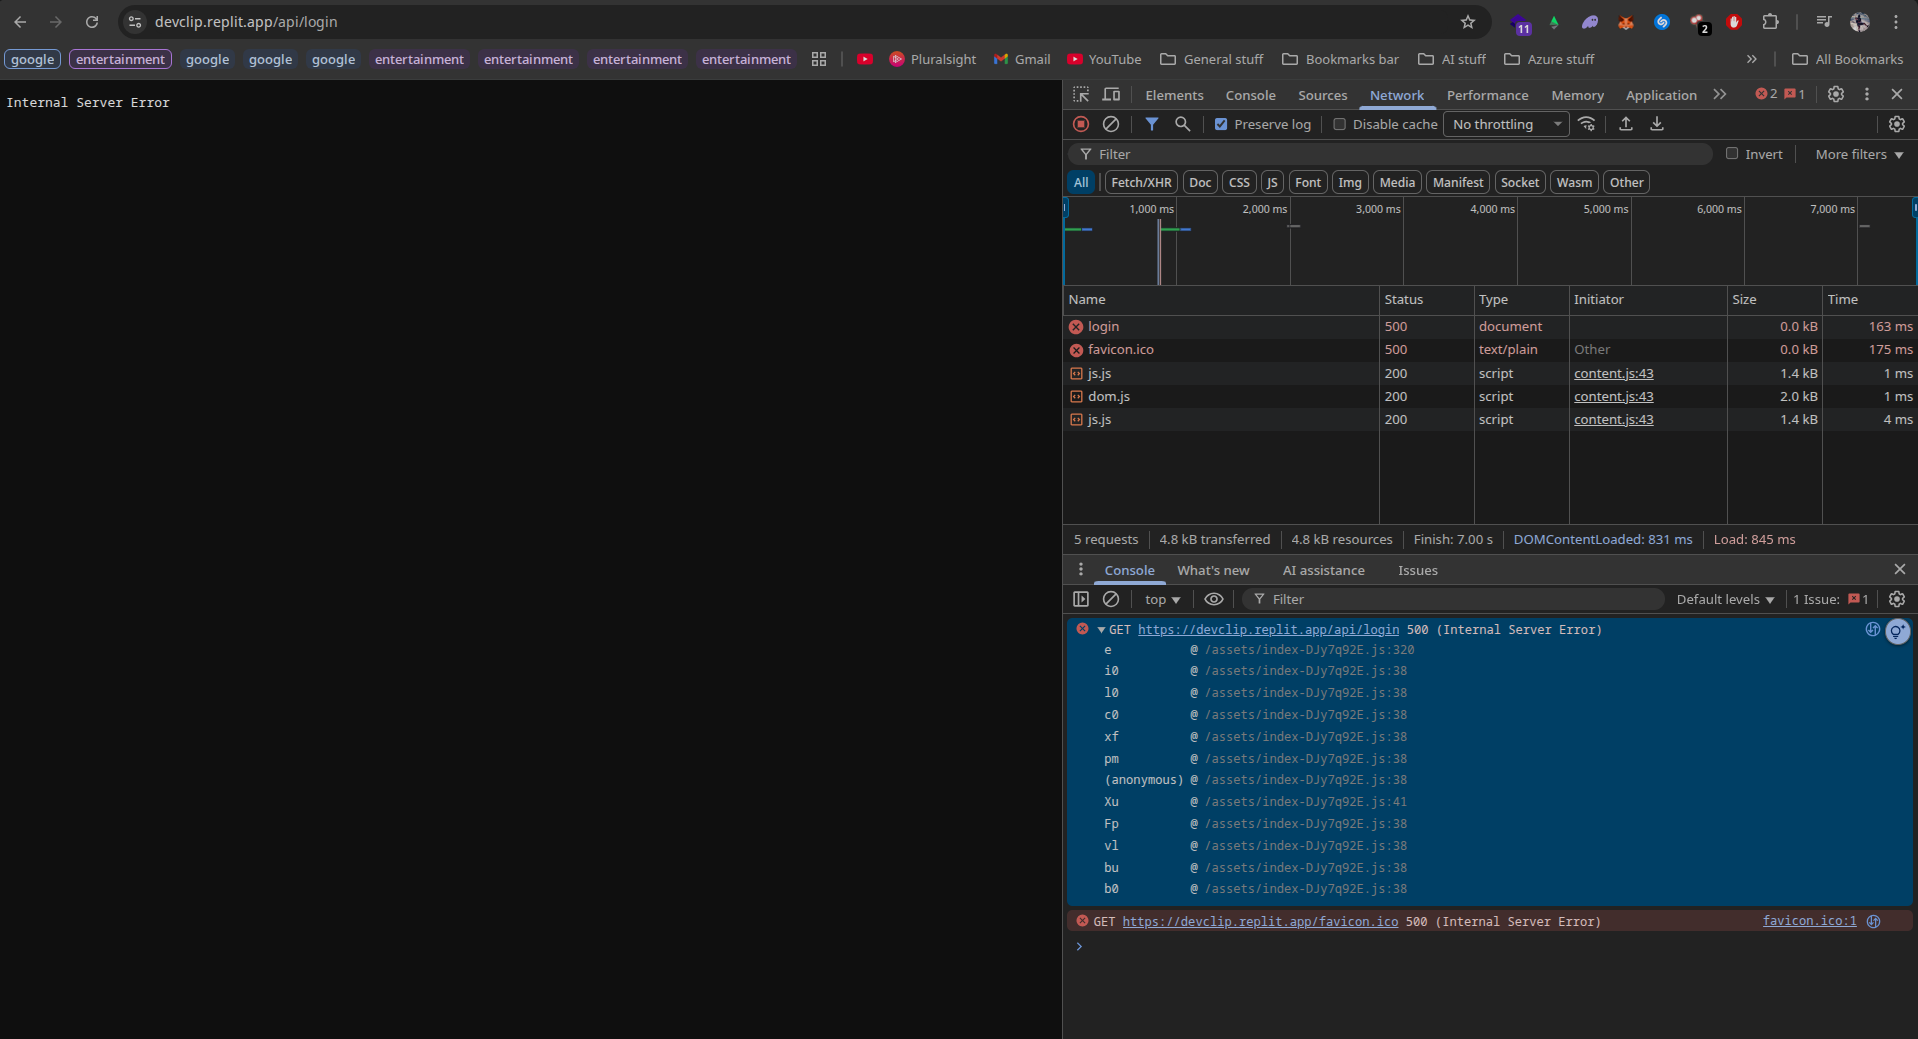 devclip.replit.app/api/login
11
2
google
entertainment
google
google
google
entertainment
entertainment
entertainment
entertainment
Pluralsight
Gmail
YouTube
General stuff
Bookmarks bar
AI stuff
Azure stuff
All Bookmarks
Internal Server Error
Elements Console Sources Network Performance Memory Application 2 1
Preserve log Disable cache No throttling
Filter Invert More filters
All Fetch/XHR Doc CSS JS Font Img Media Manifest Socket Wasm Other
1,000 ms 2,000 ms 3,000 ms 4,000 ms 5,000 ms 6,000 ms 7,000 ms
Name Status Type Initiator Size Time
login 500 document 0.0 kB 163 ms
favicon.ico 500 text/plain Other 0.0 kB 175 ms
js.js 200 script content.js:43 1.4 kB 1 ms
dom.js 200 script content.js:43 2.0 kB 1 ms
js.js 200 script content.js:43 1.4 kB 4 ms
5 requests 4.8 kB transferred 4.8 kB resources Finish: 7.00 s DOMContentLoaded: 831 ms Load: 845 ms
Console What's new AI assistance Issues
top Filter Default levels 1 Issue: 1
GET https://devclip.replit.app/api/login 500 (Internal Server Error)
e @ /assets/index-DJy7q92E.js:320
i0 @ /assets/index-DJy7q92E.js:38
l0 @ /assets/index-DJy7q92E.js:38
c0 @ /assets/index-DJy7q92E.js:38
xf @ /assets/index-DJy7q92E.js:38
pm @ /assets/index-DJy7q92E.js:38
(anonymous) @ /assets/index-DJy7q92E.js:38
Xu @ /assets/index-DJy7q92E.js:41
Fp @ /assets/index-DJy7q92E.js:38
vl @ /assets/index-DJy7q92E.js:38
bu @ /assets/index-DJy7q92E.js:38
b0 @ /assets/index-DJy7q92E.js:38
GET https://devclip.replit.app/favicon.ico 500 (Internal Server Error) favicon.ico:1